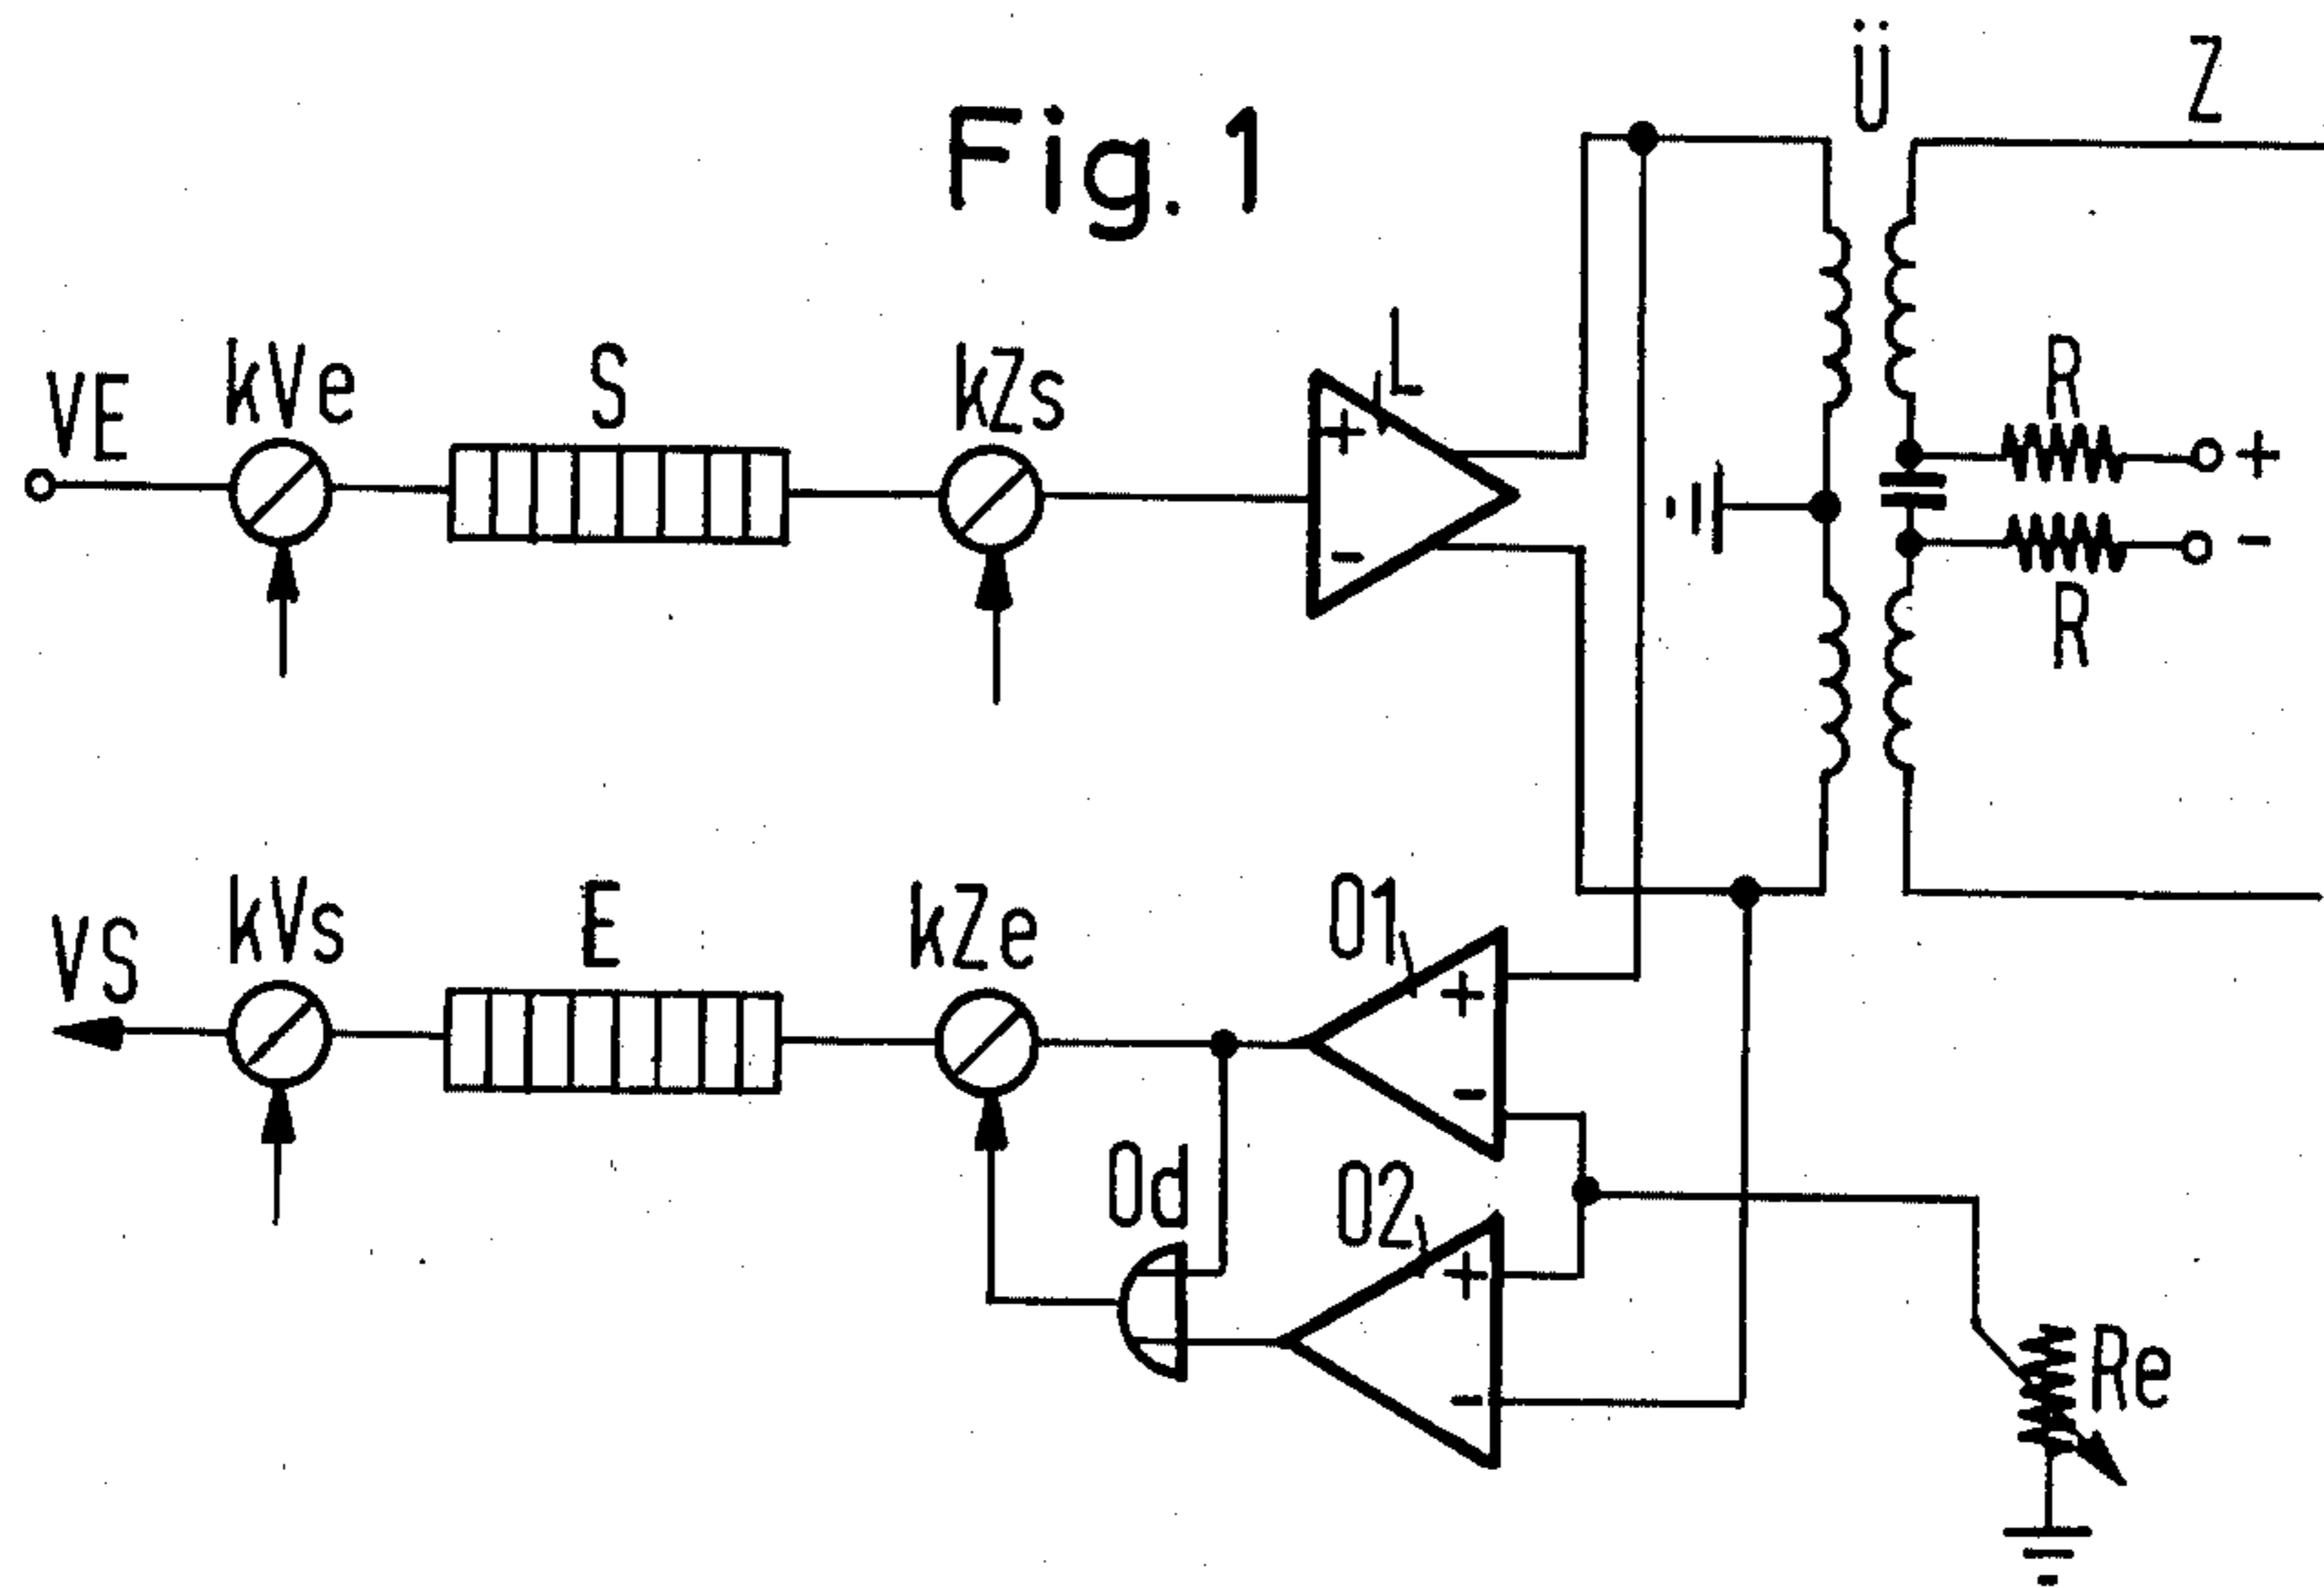 Fig.1
Ü
Z
VE
kVe
S
kZs
L
+
-
R
+
-
R
VS
kVs
E
kZe
01
+
-
0d
02
+
-
Re